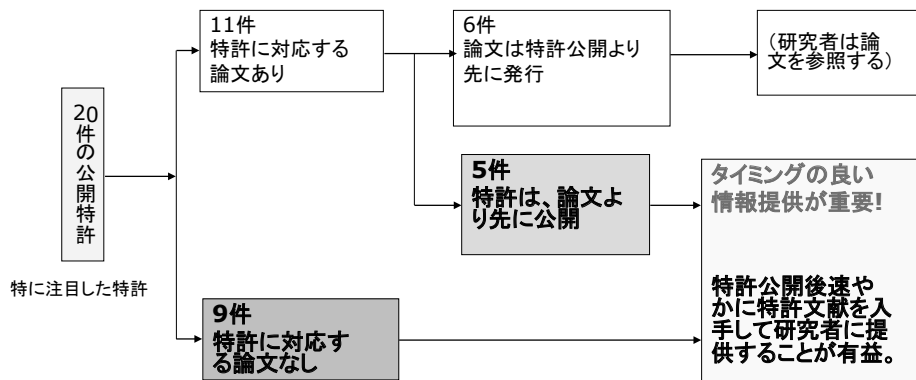 20件の公開特許
特に注目した特許
11件
特許に対応する
論文あり
6件
論文は特許公開より
先に発行
（研究者は論
文を参照する）
5件
特許は、論文よ
り先に公開
9件
特許に対応す
る論文なし
タイミングの良い
情報提供が重要!
特許公開後速や
かに特許文献を入
手して研究者に提
供することが有益。